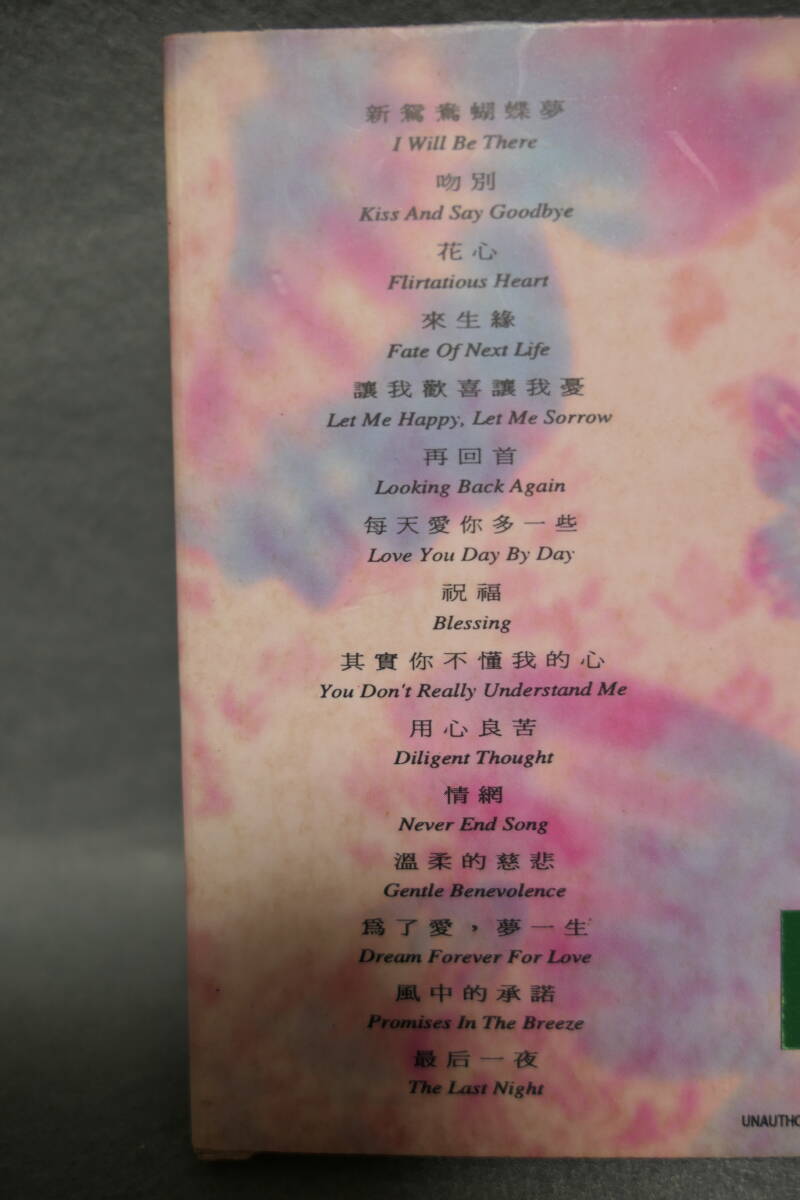 新鴛鴦蝴蝶夢
I Will Be There
吻別
Kiss And Say Goodbye
花心
Flirtatious Heart
來生緣
Fate Of Next Life
讓我歡喜讓我憂
Let Me Happy, Let Me Sorrow
再回首
Looking Back Again
每天愛你多一些
Love You Day By Day
祝福
Blessing
其實你不懂我的心
You Don't Really Understand Me
用心良苦
Diligent Thought
情網
Never End Song
溫柔的慈悲
Gentle Benevolence
爲了愛，夢一生
Dream Forever For Love
風中的承諾
Promises In The Breeze
最后一夜
The Last Night
UNAUTHO